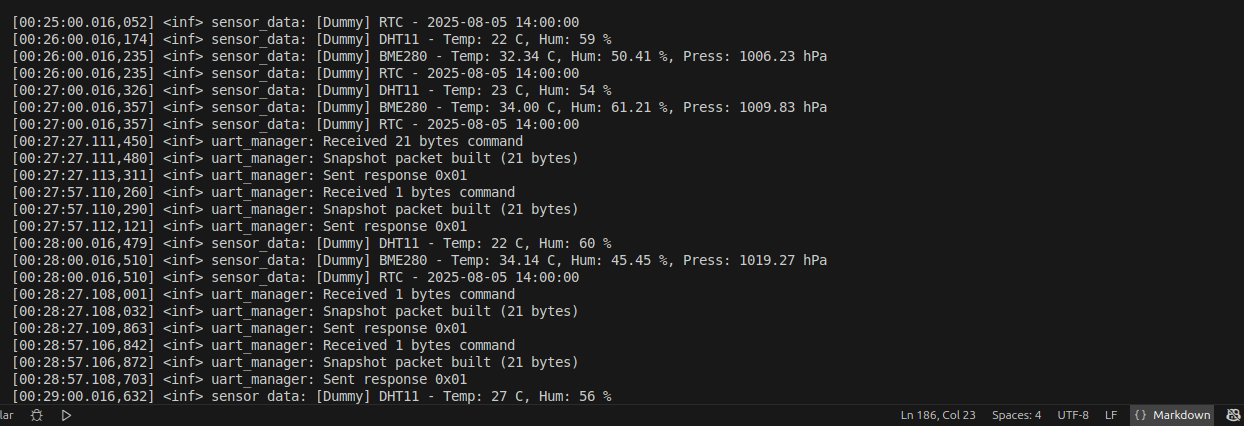 [00:25:00.016,052] <inf> sensor_data: [Dummy] RTC - 2025-08-05 14:00:00
[00:26:00.016,174] <inf> sensor_data: [Dummy] DHT11 - Temp: 22 C, Hum: 59 %
[00:26:00.016,235] <inf> sensor_data: [Dummy] BME280 - Temp: 32.34 C, Hum: 50.41 %, Press: 1006.23 hPa
[00:26:00.016,235] <inf> sensor_data: [Dummy] RTC - 2025-08-05 14:00:00
[00:27:00.016,326] <inf> sensor_data: [Dummy] DHT11 - Temp: 23 C, Hum: 54 %
[00:27:00.016,357] <inf> sensor_data: [Dummy] BME280 - Temp: 34.00 C, Hum: 61.21 %, Press: 1009.83 hPa
[00:27:00.016,357] <inf> sensor_data: [Dummy] RTC - 2025-08-05 14:00:00
[00:27:27.111,450] <inf> uart_manager: Received 21 bytes command
[00:27:27.111,480] <inf> uart_manager: Snapshot packet built (21 bytes)
[00:27:27.113,311] <inf> uart_manager: Sent response 0x01
[00:27:57.110,260] <inf> uart_manager: Received 1 bytes command
[00:27:57.110,290] <inf> uart_manager: Snapshot packet built (21 bytes)
[00:27:57.112,121] <inf> uart_manager: Sent response 0x01
[00:28:00.016,479] <inf> sensor_data: [Dummy] DHT11 - Temp: 22 C, Hum: 60 %
[00:28:00.016,510] <inf> sensor_data: [Dummy] BME280 - Temp: 34.14 C, Hum: 45.45 %, Press: 1019.27 hPa
[00:28:00.016,510] <inf> sensor_data: [Dummy] RTC - 2025-08-05 14:00:00
[00:28:27.108,001] <inf> uart_manager: Received 1 bytes command
[00:28:27.108,032] <inf> uart_manager: Snapshot packet built (21 bytes)
[00:28:27.109,863] <inf> uart_manager: Sent response 0x01
[00:28:57.106,842] <inf> uart_manager: Received 1 bytes command
[00:28:57.106,872] <inf> uart_manager: Snapshot packet built (21 bytes)
[00:28:57.108,703] <inf> uart_manager: Sent response 0x01
[00:29:00.016,632] <inf> sensor_data: [Dummy] DHT11 - Temp: 27 C, Hum: 56 %
lar Ln 186, Col 23 Spaces: 4 UTF-8 LF {} Markdown